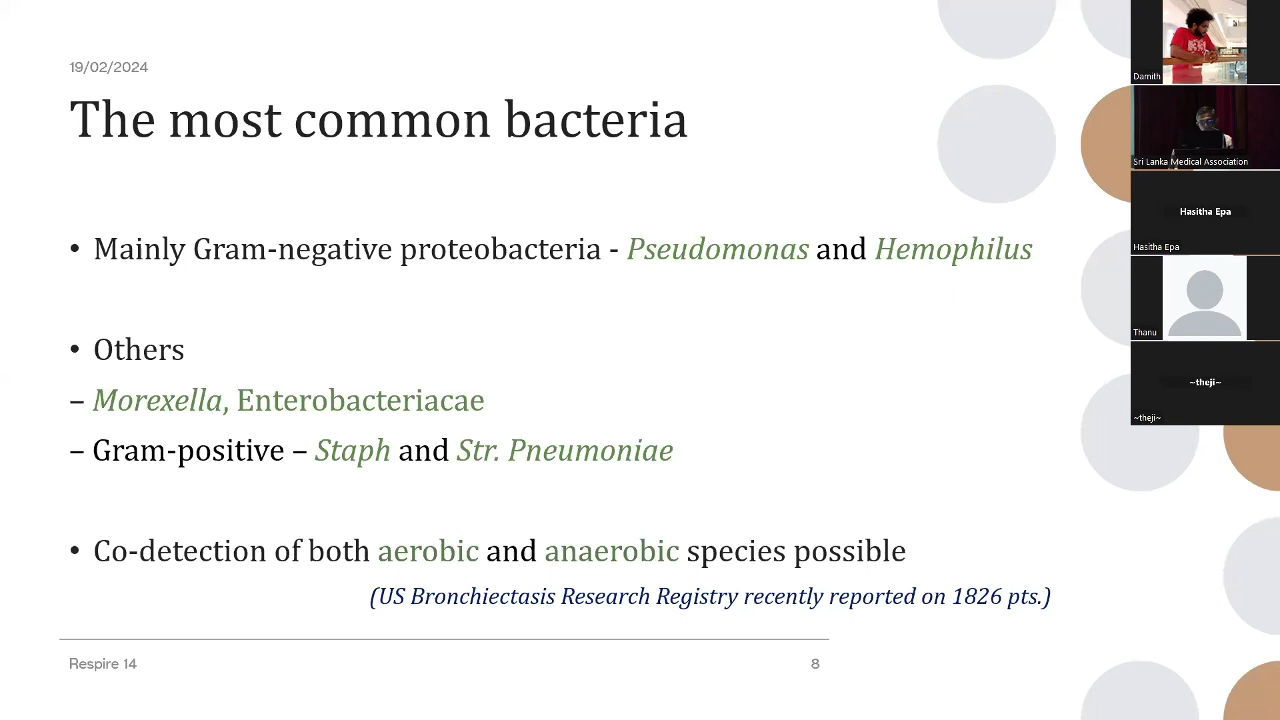 19/02/2024
The most common bacteria
• Mainly Gram-negative proteobacteria - Pseudomonas and Hemophilus
• Others
– Morexella, Enterobacteriacae
– Gram-positive – Staph and Str. Pneumoniae
• Co-detection of both aerobic and anaerobic species possible
(US Bronchiectasis Research Registry recently reported on 1826 pts.)
Respire 14
8
Damith
Sri Lanka Medical Association
Hasitha Epa
Hasitha Epa
Thanu
~theji~
~theji~